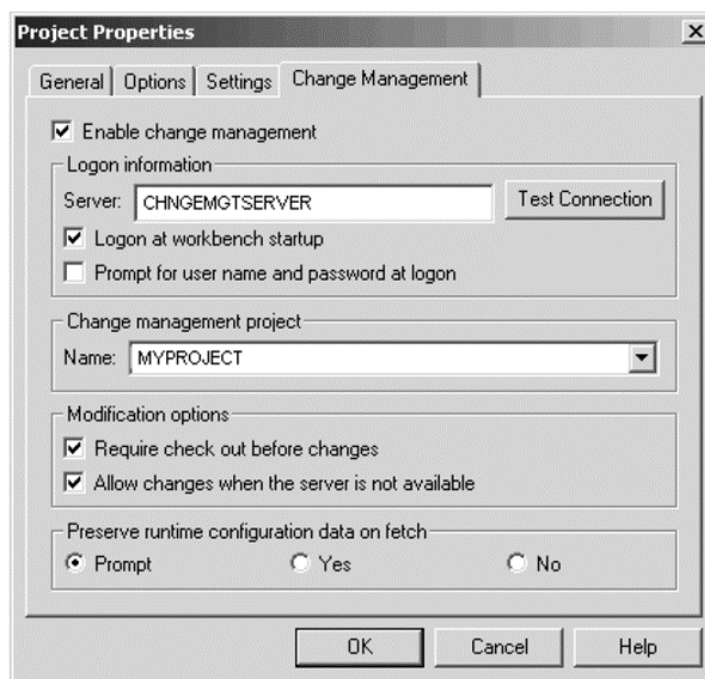 Project Properties
General Options Settings Change Management
Enable change management
Logon information
Server: CHNGEMGTSERVER Test Connection
Logon at workbench startup
Prompt for user name and password at logon
Change management project
Name: MYPROJECT
Modification options
Require check out before changes
Allow changes when the server is not available
Preserve runtime configuration data on fetch
Prompt Yes No
OK Cancel Help